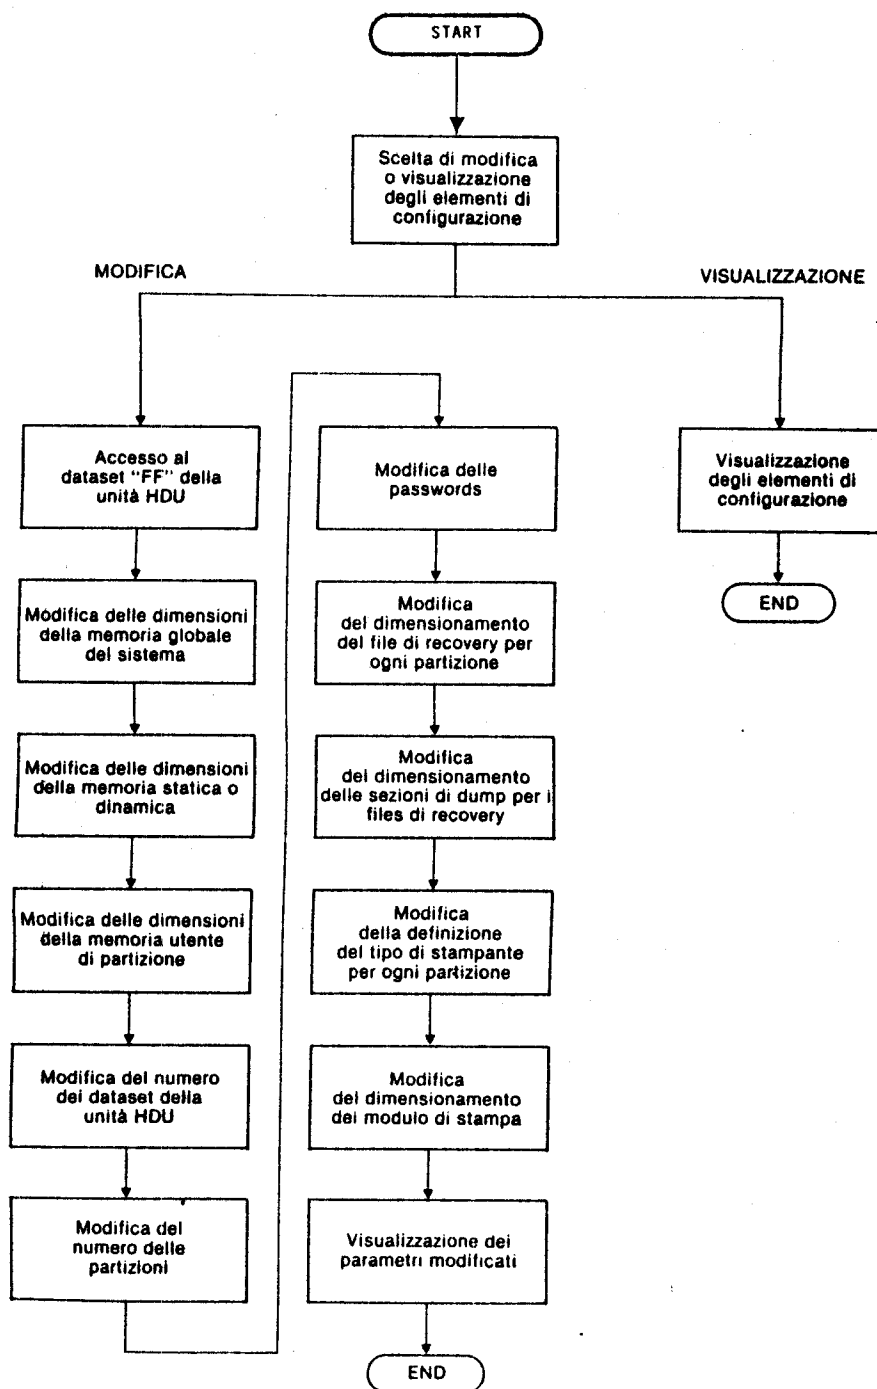 START
Scelta di modifica
o visualizzazione
degli elementi di
configurazione
MODIFICA
VISUALIZZAZIONE
Accesso al
dataset "FF" della
unità HDU
Modifica delle dimensioni
della memoria globale
del sistema
Modifica delle dimensioni
della memoria statica o
dinamica
Modifica delle dimensioni
della memoria utente
di partizione
Modifica del numero
dei dataset della
unità HDU
Modifica del
numero delle
partizioni
Modifica delle
passwords
Modifica
del dimensionamento
del file di recovery per
ogni partizione
Modifica
del dimensionamento
delle sezioni di dump per i
files di recovery
Modifica
della definizione
del tipo di stampante
per ogni partizione
Modifica
del dimensionamento
dei modulo di stampa
Visualizzazione dei
parametri modificati
END
Visualizzazione
degli elementi di
configurazione
END